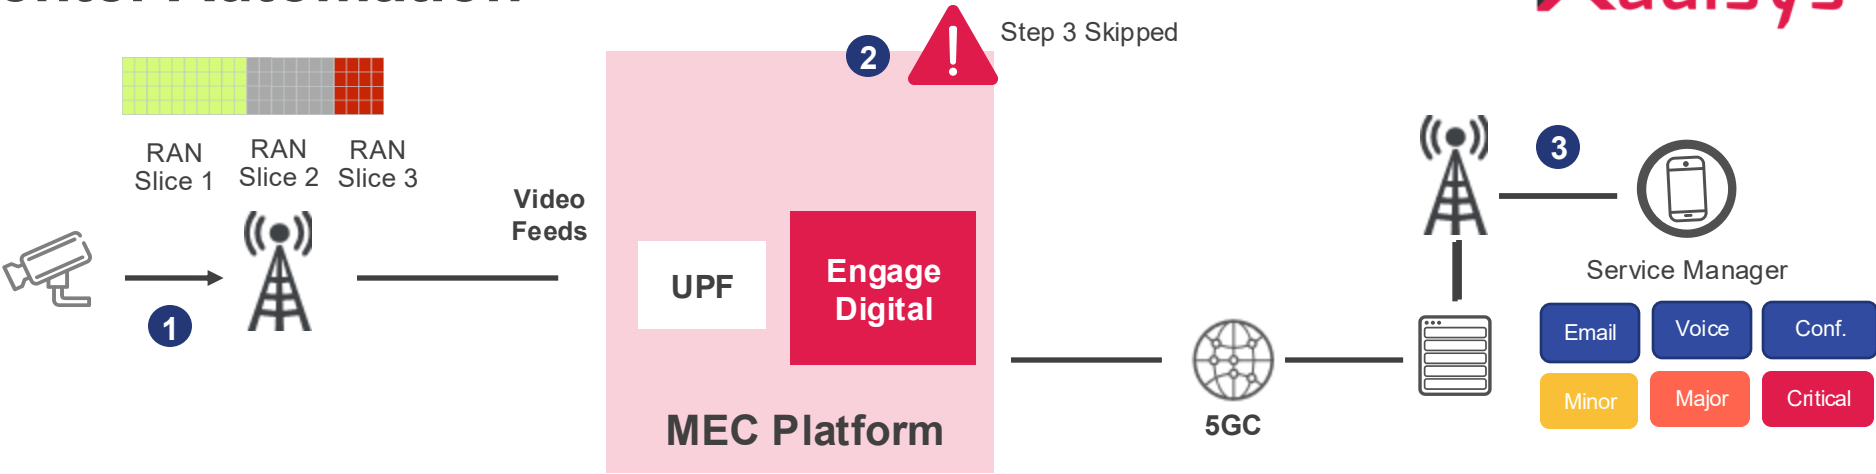 Step 3 Skipped
2
RAN
Slice 1
RAN
Slice 2
RAN
Slice 3
Video
Feeds
1
UPF
Engage
Digital
MEC Platform
5GC
3
Service Manager
Email
Voice
Conf.
Minor
Major
Critical